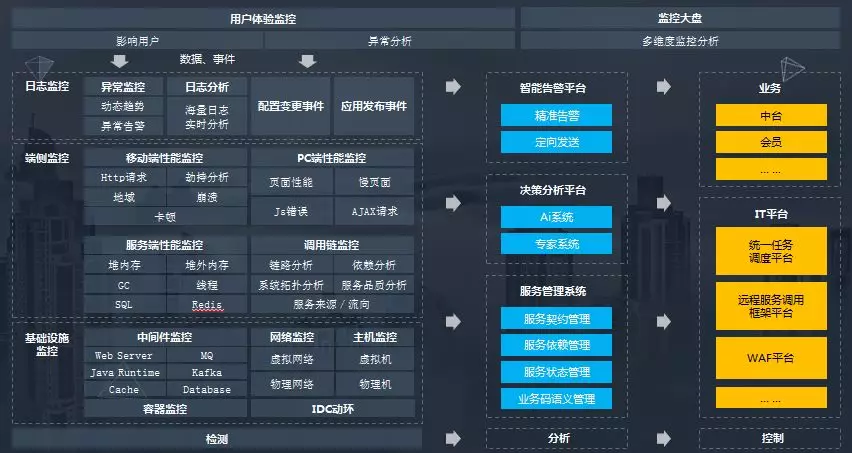 用户体验监控
监控大盘
影响用户
异常分析
多维度监控分析
数据、事件
日志监控
异常监控
动态趋势
异常告警
日志分析
海量日志
实时分析
配置变更事件
应用发布事件
端侧监控
移动端性能监控
Http请求
劫持分析
地域
崩溃
卡顿
PC端性能监控
页面性能
慢页面
Js错误
AJAX请求
服务端性能监控
堆内存
堆外内存
GC
线程
SQL
Redis
调用链监控
链路分析
依赖分析
系统拓扑分析
服务品质分析
服务来源/流向
基础设施
监控
中间件监控
Web Server
MQ
Java Runtime
Kafka
Cache
Database
网络监控
虚拟网络
物理网络
主机监控
虚拟机
物理机
容器监控
IDC动环
智能告警平台
精准告警
定向发送
决策分析平台
Ai系统
专家系统
服务管理系统
服务契约管理
服务依赖管理
服务状态管理
业务码语义管理
业务
中台
会员
... ...
IT平台
统一任务
调度平台
远程服务调用
框架平台
WAF平台
... ...
检测
分析
控制